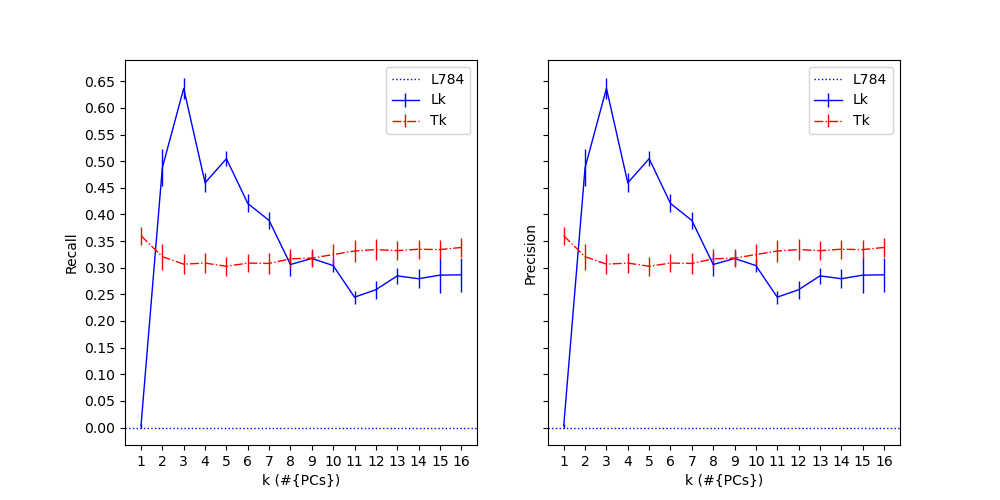 Recall
0.65
0.60
0.55
0.50
0.45
0.40
0.35
0.30
0.25
0.20
0.15
0.10
0.05
0.00
L784
Lk
Tk
1 2 3 4 5 6 7 8 9 10 11 12 13 14 15 16
k (#{PCs})
Precision
L784
Lk
Tk
1 2 3 4 5 6 7 8 9 10 11 12 13 14 15 16
k (#{PCs})